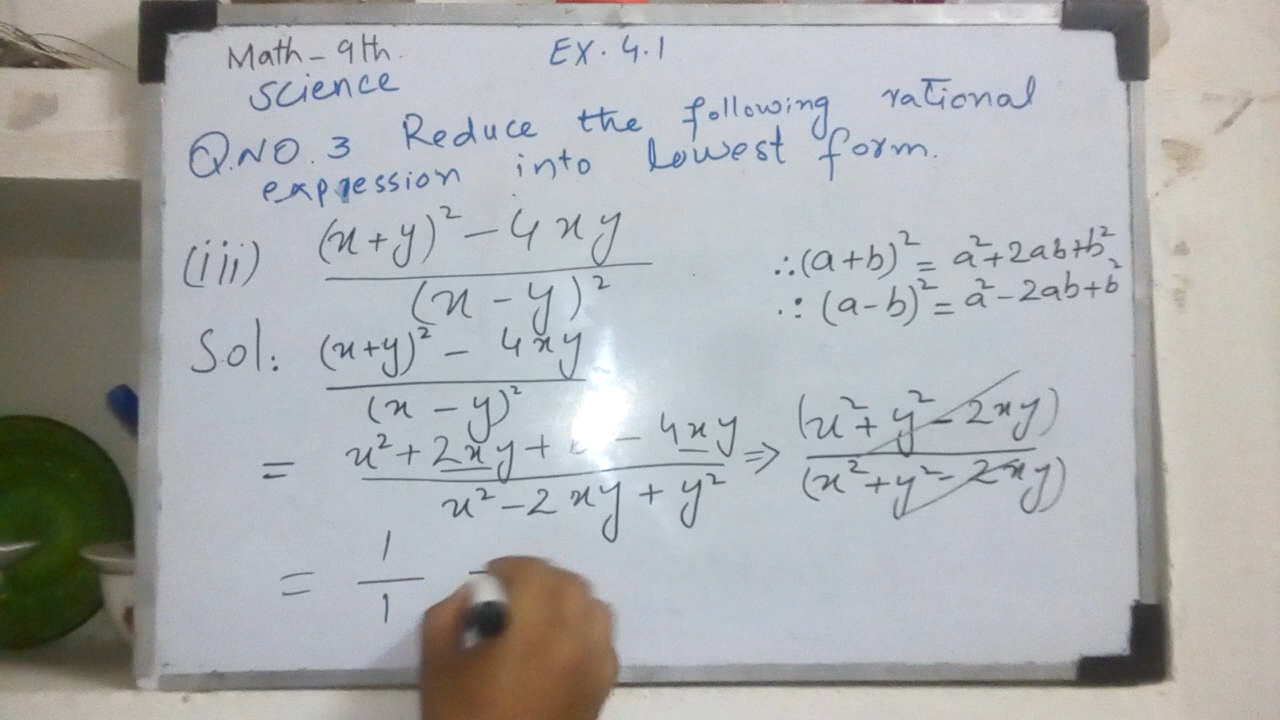 Math - 9th.
EX. 4.1
science
Q.NO. 3 Reduce the following rational
expression into lowest form.
(iii) (x+y)² - 4xy
(x - y)²
∴ (a+b)² = a²+2ab+b²
∵ (a-b)² = a²-2ab+b²
Sol: (x+y)² - 4xy
(x - y)²
= x² + 2xy + - 4xy ⇒ (x² + y² - 2xy)
x² - 2xy + y² (x² + y² - 2xy)
= 1
1